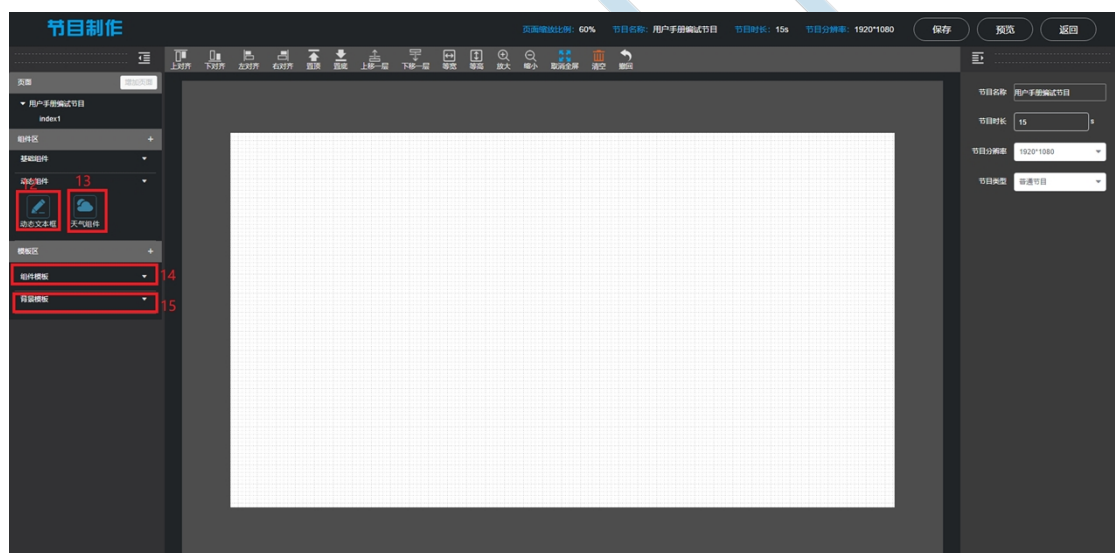 节目制作
页面缩放比例: 60% 节目名称: 用户手册编试节目 节目时长: 15s 节目分辨率: 1920*1080 保存 预览 返回
上对齐 下对齐 左对齐 右对齐 置顶 置底 上移一层 下移一层 等宽 等高 放大 缩小 取消全屏 清空 撤回
页面 增加页面
用户手册编试节目
index1
组件区 +
基础组件
动态组件
12 13
动态文本框 天气组件
模板区 +
组件模板 14
背景模板 15
节目名称 用户手册编试节目
节目时长 15 s
节目分辨率 1920*1080
节目类型 普通节目